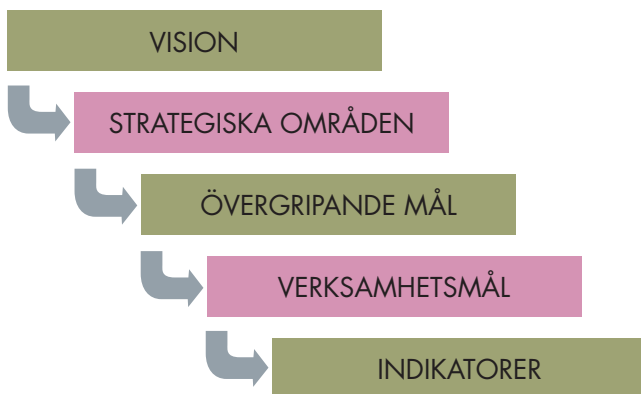 VISION
STRATEGISKA OMRÅDEN
ÖVERGRIPANDE MÅL
VERKSAMHETSMÅL
INDIKATORER